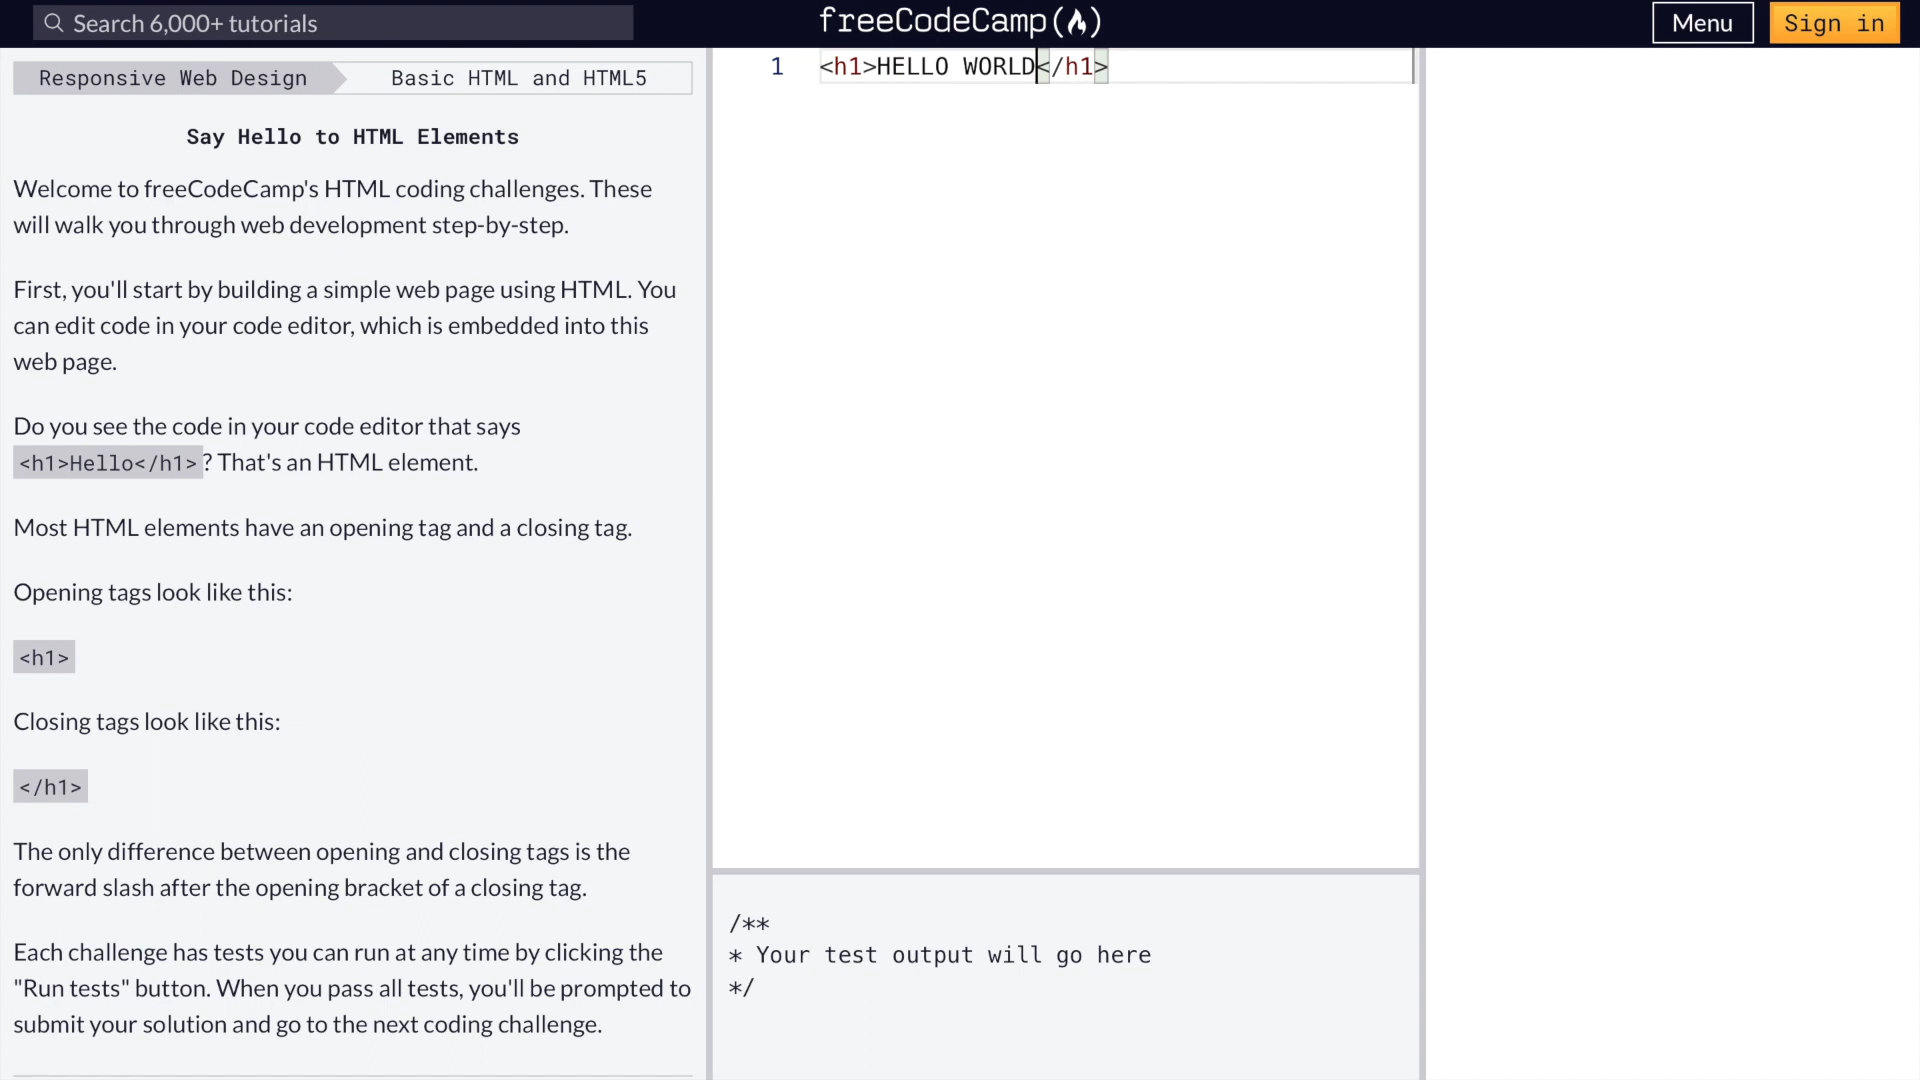 Search 6,000+ tutorials
freeCodeCamp
Menu
Sign in
Responsive Web Design
Basic HTML and HTML5
Say Hello to HTML Elements
Welcome to freeCodeCamp's HTML coding challenges. These
will walk you through web development step-by-step.
First, you'll start by building a simple web page using HTML. You
can edit code in your code editor, which is embedded into this
web page.
Do you see the code in your code editor that says
<h1>Hello</h1>? That's an HTML element.
Most HTML elements have an opening tag and a closing tag.
Opening tags look like this:
<h1>
Closing tags look like this:
</h1>
The only difference between opening and closing tags is the
forward slash after the opening bracket of a closing tag.
Each challenge has tests you can run at any time by clicking the
"Run tests" button. When you pass all tests, you'll be prompted to
submit your solution and go to the next coding challenge.
1 <h1>HELLO WORLD</h1>
/**
* Your test output will go here
*/